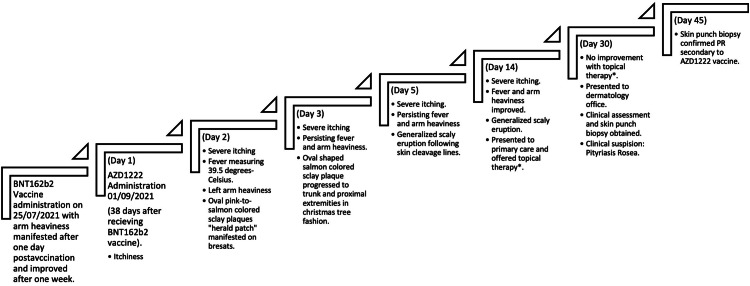 BNT162b2
Vaccine
administration on
25/07/2021 with
arm heaviness
manifested after
one day
postavccination
and improved
after one week.
(Day 1)
AZD1222
Administration
01/09/2021
(38 days after
recieving
BNT162b2
vaccine).
• Itchiness
(Day 2)
• Severe itching
• Fever measuring
39.5 degrees-
Celsius.
• Left arm heaviness
• Oval pink-to-
salmon colored
sclay plaques
"herald patch"
manifested on
bresats.
(Day 3)
• Severe itching
• Persisting fever
and arm heaviness.
• Oval shaped
salmon colored
sclay plaque
progressed to
trunk and proximal
extremities in
christmas tree
fashion.
(Day 5)
• Severe itching.
• Persisting fever
and arm heaviness
• Generalized scaly
eruption following
skin cleavage lines.
(Day 14)
• Severe itching.
• Fever and arm
heaviness
improved.
• Generalized scaly
eruption.
• Presented to
primary care and
offered topical
therapy*.
(Day 30)
• No improvement
with topical
therapy*.
• Presented to
dermatology
office.
• Clinical assessment
and skin punch
biopsy obtained.
• Clinical suspision:
Pityriasis Rosea.
(Day 45)
• Skin punch biopsy
confirmed PR
secondary to
AZD1222 vaccine.